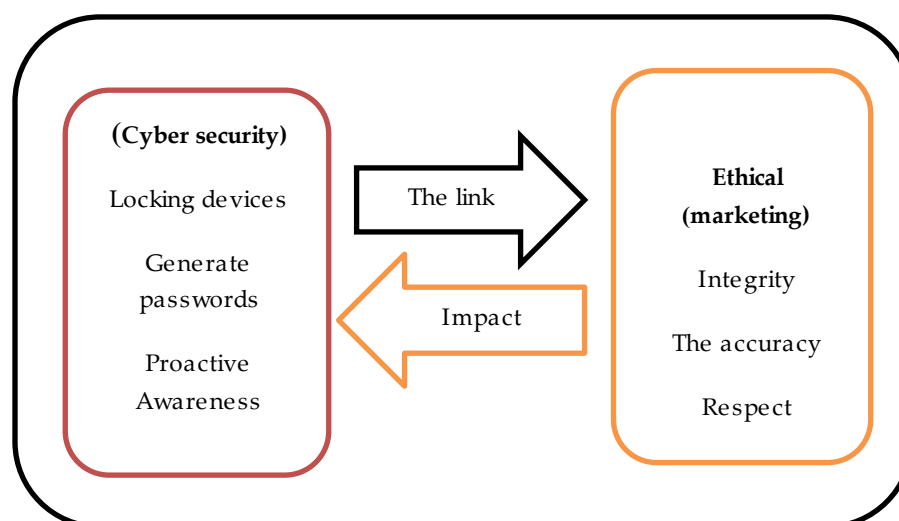 (Cyber security)
Locking devices
Generate
passwords
Proactive
Awareness
The link
Impact
Ethical
(marketing)
Integrity
The accuracy
Respect